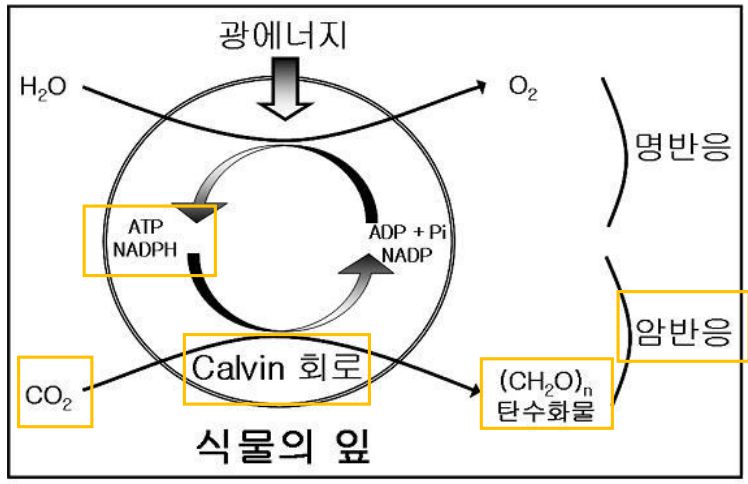 광에너지
H₂O
O₂
명반응
ATP
NADPH
ADP + Pi
NADP
암반응
Calvin 회로
CO₂
(CH₂O)n
탄수화물
식물의 잎